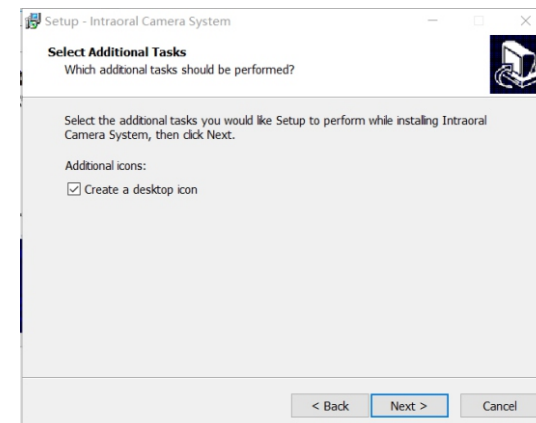 Setup - Intraoral Camera System
Select Additional Tasks
Which additional tasks should be performed?
Select the additional tasks you would like Setup to perform while installing Intraoral
Camera System, then click Next.
Additional icons:
Create a desktop icon
< Back
Next >
Cancel